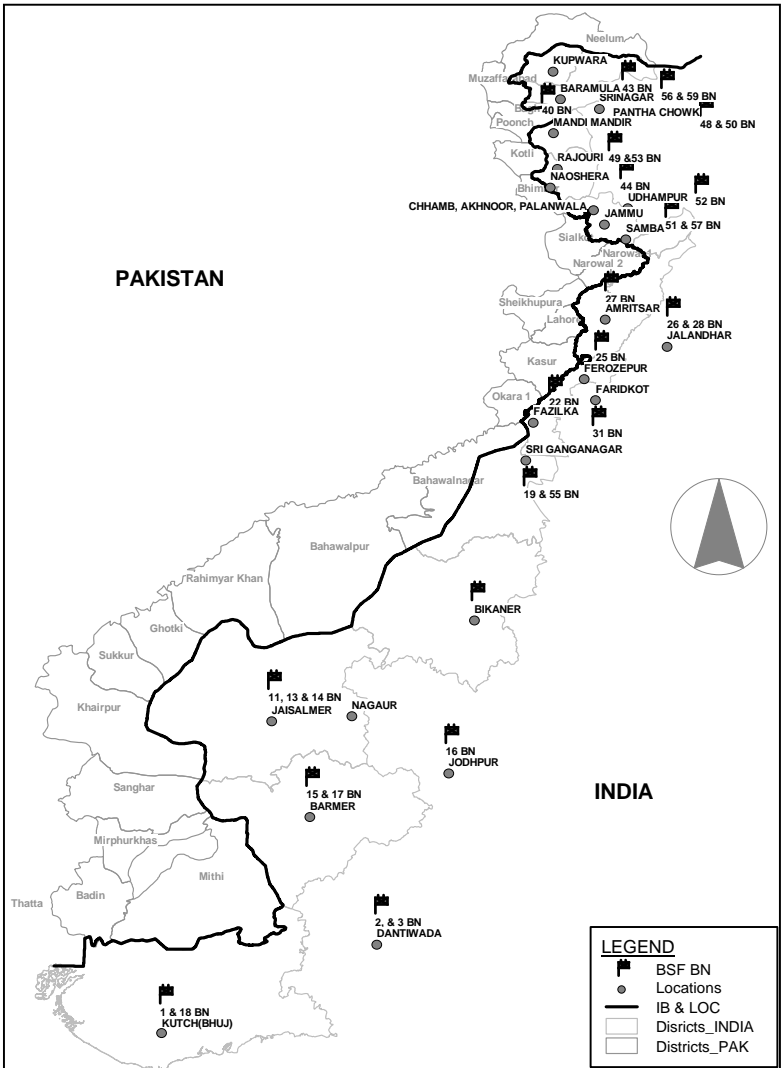 Neelum
KUPWARA
Muzaffarabad
BARAMULA 43 BN
56 & 59 BN
SRINAGAR
Bagh
40 BN
PANTHA CHOWK
48 & 50 BN
Poonch
MANDI MANDIR
Kotli
RAJOURI
49 & 53 BN
NAOSHERA
Bhimber
44 BN
UDHAMPUR
52 BN
CHHAMB, AKHNOOR, PALANWALA
JAMMU
51 & 57 BN
SAMBA
Sialkot
Narowal 1
PAKISTAN
Narowal 2
Sheikhupura
27 BN
AMRITSAR
Lahore
26 & 28 BN
JALANDHAR
25 BN
Kasur
FEROZEPUR
Okara 1
22 BN
FARIDKOT
FAZILKA
31 BN
SRI GANGANAGAR
Bahawalnagar
19 & 55 BN
Bahawalpur
Rahimyar Khan
BIKANER
Ghotki
Sukkur
11, 13 & 14 BN
JAISALMER
NAGAUR
Khairpur
16 BN
JODHPUR
Sanghar
15 & 17 BN
BARMER
INDIA
Mirphurkhas
Mithi
Badin
Thatta
2, & 3 BN
DANTIWADA
1 & 18 BN
KUTCH(BHUJ)
LEGEND
BSF BN
Locations
IB & LOC
Disricts_INDIA
Districts_PAK